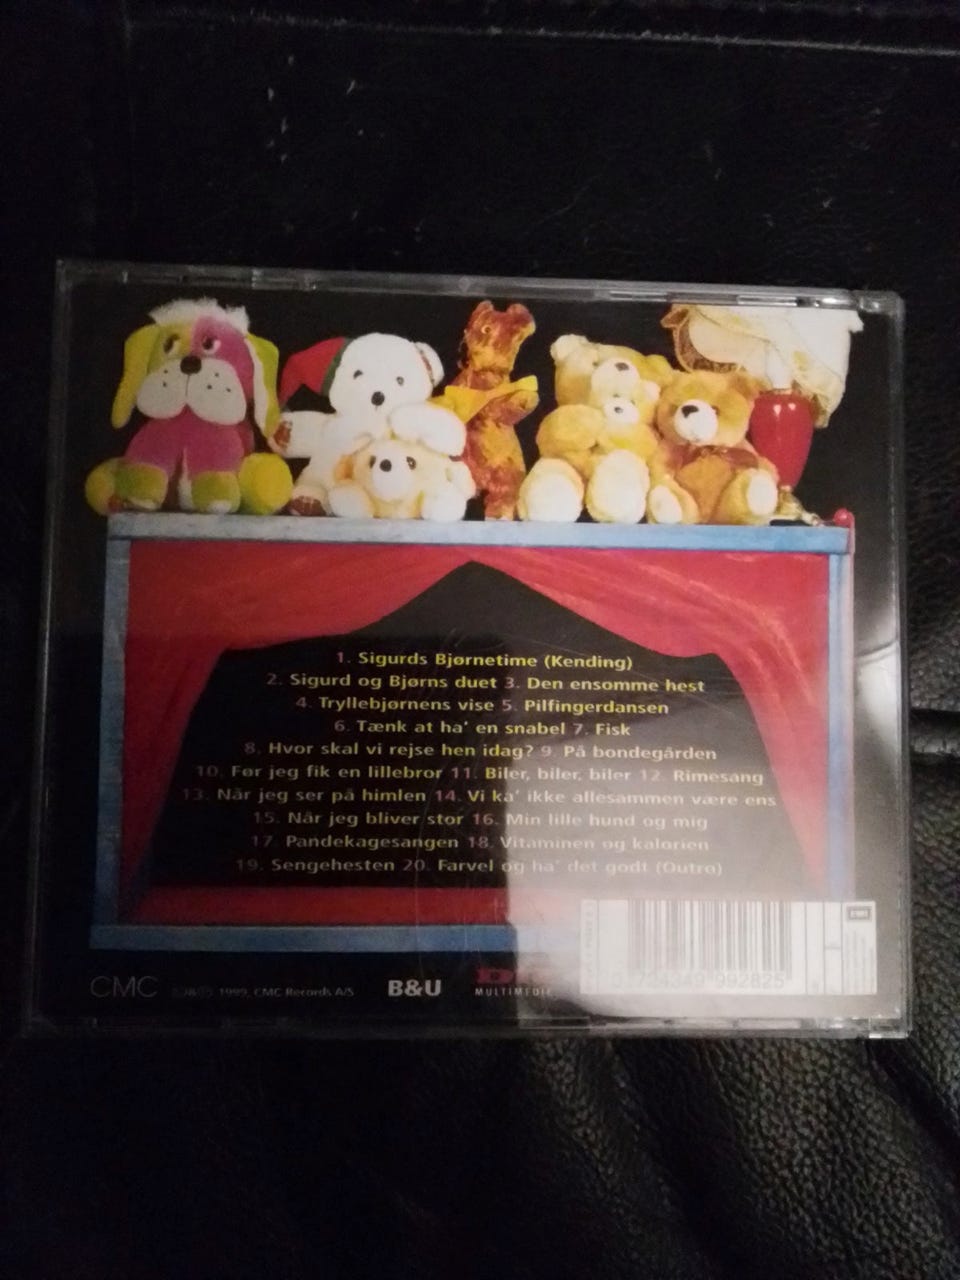 1. Sigurds Bjørnetime (Kending)
2. Sigurd og Bjørns duet 3. Den ensomme hest
4. Tryllebjørnens vise 5. Pilfingerdansen
6. Tænk at ha' en snabel 7. Fisk
8. Hvor skal vi rejse hen idag? 9. På bondegården
10. Før jeg fik en lillebror 11. Biler, biler, biler 12. Rimesang
13. Når jeg ser på himlen 14. Vi ka' ikke allesammen være ens
15. Når jeg bliver stor 16. Min lille hund og mig
17. Pandekagesangen 18. Vitaminen og kalorien
19. Sengehesten 20. Farvel og ha' det godt (Outro)
CMC 1999, CMC Records A/S B&U MULTIMEDIE
EMI